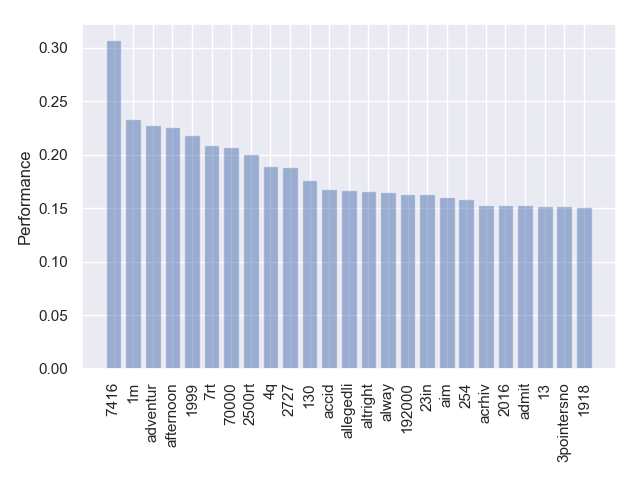 0.30
0.25
0.20
0.15
0.10
0.05
0.00
Performance
7416
1m
adventur
afternoon
1999
7rt
70000
2500rt
4q
2727
130
accid
allegedli
altright
alway
192000
23in
aim
254
acrhiv
2016
admit
13
3pointersno
1918